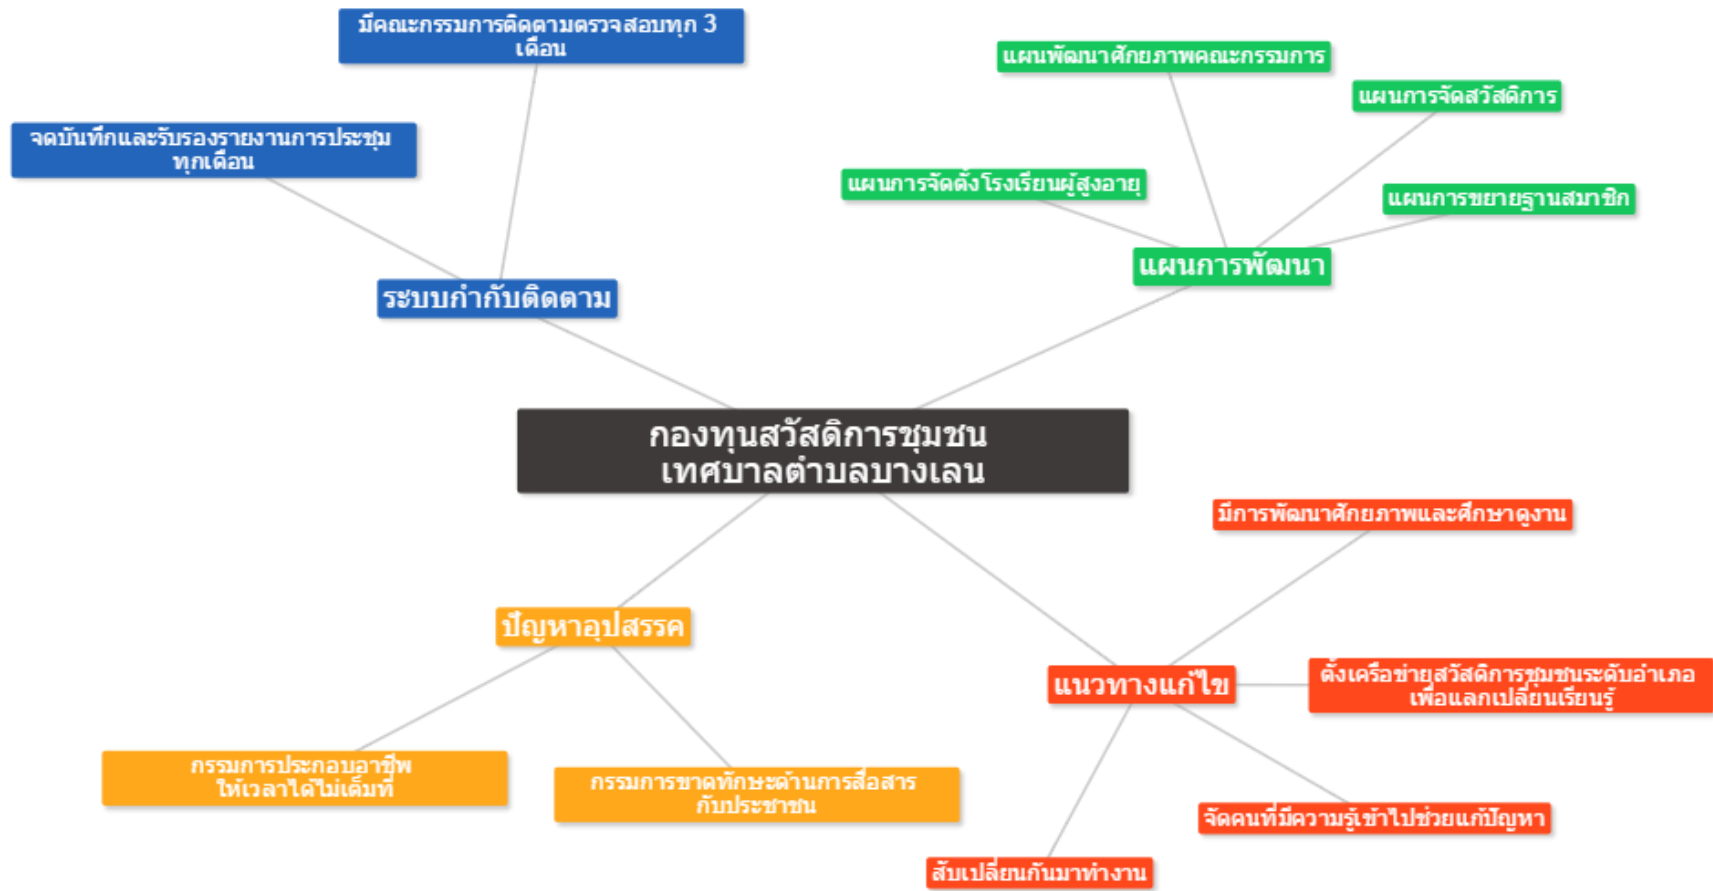 มีคณะกรรมการติดตามตรวจสอบทุก 3
เดือน
จดบันทึกและรับรองรายงานการประชุม
ทุกเดือน
ระบบกำกับติดตาม
แผนพัฒนาศักยภาพคณะกรรมการ
แผนการจัดสวัสดิการ
แผนการจัดตั้งโรงเรียนผู้สูงอายุ
แผนการขยายฐานสมาชิก
แผนการพัฒนา
กองทุนสวัสดิการชุมชน
เทศบาลตำบลบางเลน
ปัญหาอุปสรรค
กรรมการประกอบอาชีพ
ให้เวลาได้ไม่เต็มที่
กรรมการขาดทักษะด้านการสื่อสาร
กับประชาชน
มีการพัฒนาศักยภาพและศึกษาดูงาน
แนวทางแก้ไข
ตั้งเครือข่ายสวัสดิการชุมชนระดับอำเภอ
เพื่อแลกเปลี่ยนเรียนรู้
จัดคนที่มีความรู้เข้าไปช่วยแก้ปัญหา
สับเปลี่ยนกันมาทำงาน